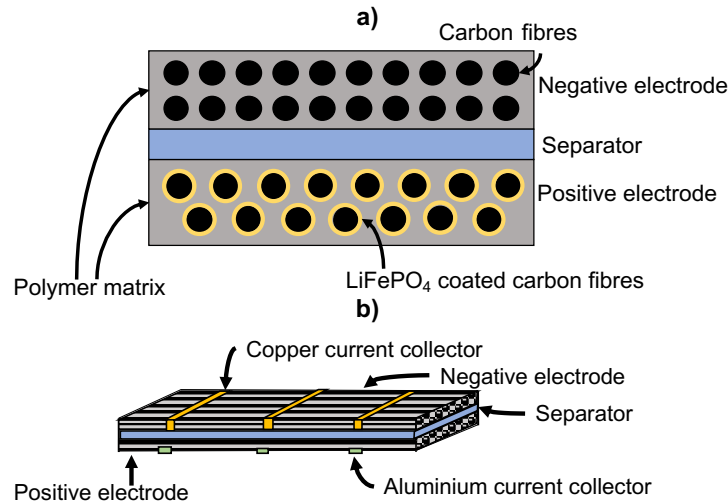 a)
Carbon fibres
Negative electrode
Separator
Positive electrode
Polymer matrix
LiFePO₄ coated carbon fibres
b)
Copper current collector
Negative electrode
Separator
Positive electrode
Aluminium current collector